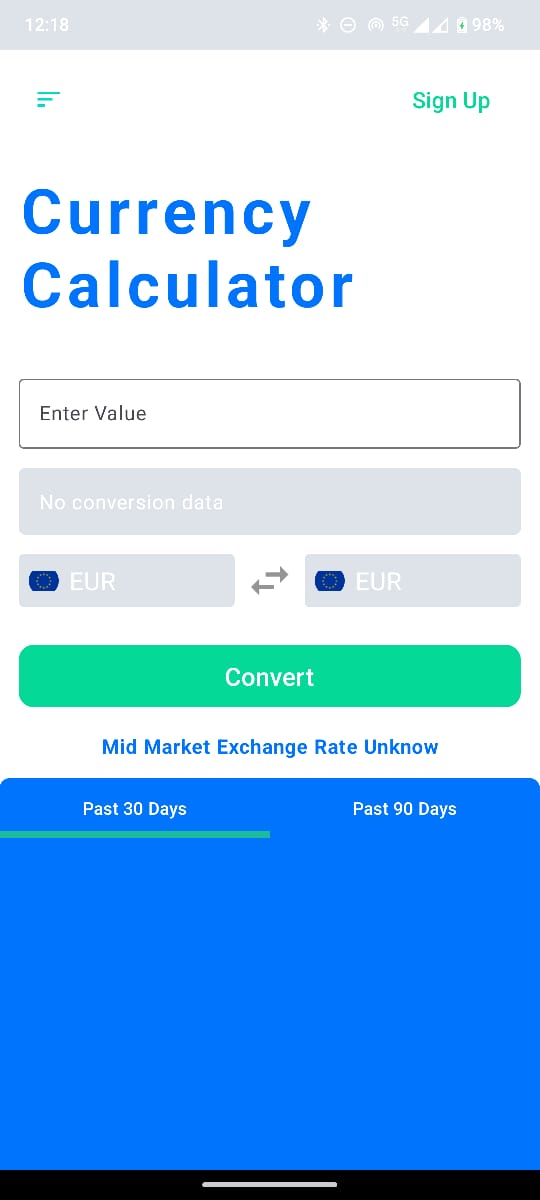 12:18
5G
98%
Sign Up
Currency
Calculator
Enter Value
No conversion data
EUR
EUR
Convert
Mid Market Exchange Rate Unknow
Past 30 Days
Past 90 Days